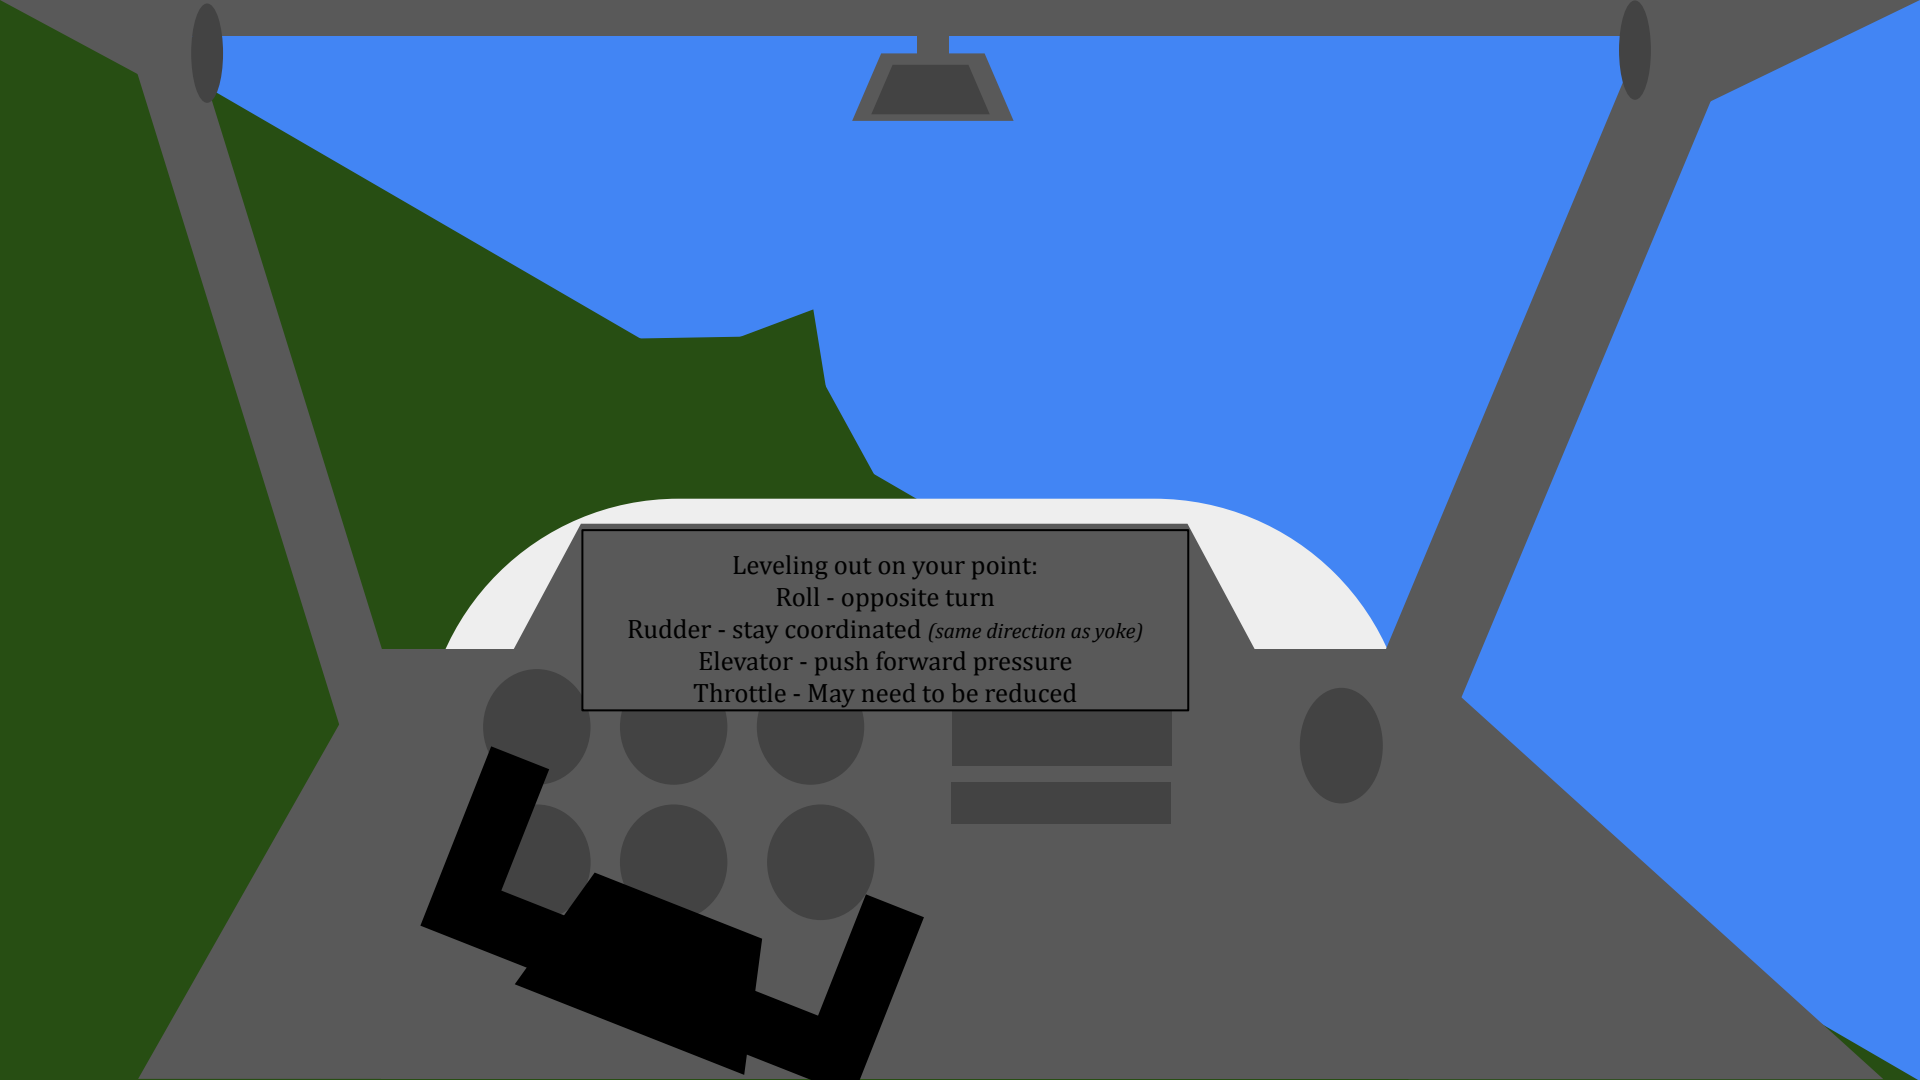 Leveling out on your point:
Roll - opposite turn
Rudder - stay coordinated (same direction as yoke)
Elevator - push forward pressure
Throttle - May need to be reduced